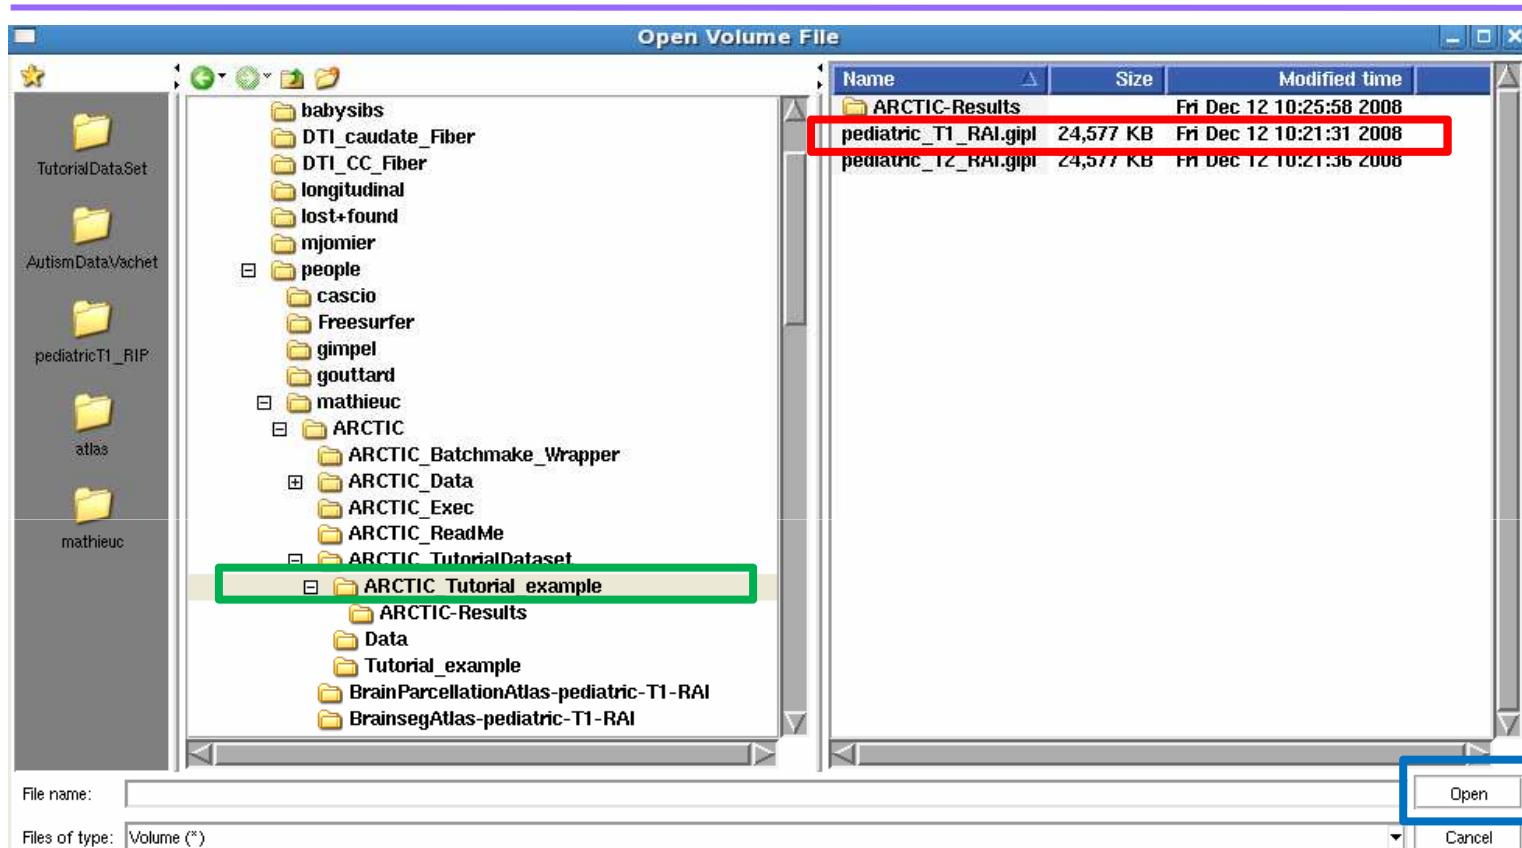 Open Volume File
TutorialDataSet
AutismDataVachet
pediatricT1_RIP
atlas
mathieuc
babysibs
DTI_caudate_Fiber
DTI_CC_Fiber
longitudinal
lost+found
mjomier
people
cascio
Freesurfer
gimpel
gouttard
mathieuc
ARCTIC
ARCTIC_Batchmake_Wrapper
ARCTIC_Data
ARCTIC_Exec
ARCTIC_ReadMe
ARCTIC_TutorialDataset
ARCTIC_Tutorial_example
ARCTIC-Results
Data
Tutorial_example
BrainParcellationAtlas-pediatric-T1-RAI
BrainsegAtlas-pediatric-T1-RAI
Name Size Modified time
ARCTIC-Results Fri Dec 12 10:25:58 2008
pediatric_T1_RAI.gipl 24,577 KB Fri Dec 12 10:21:31 2008
pediatric_T2_RAI.gipl 24,577 KB Fri Dec 12 10:21:36 2008
File name: Open
Files of type: Volume (*) Cancel